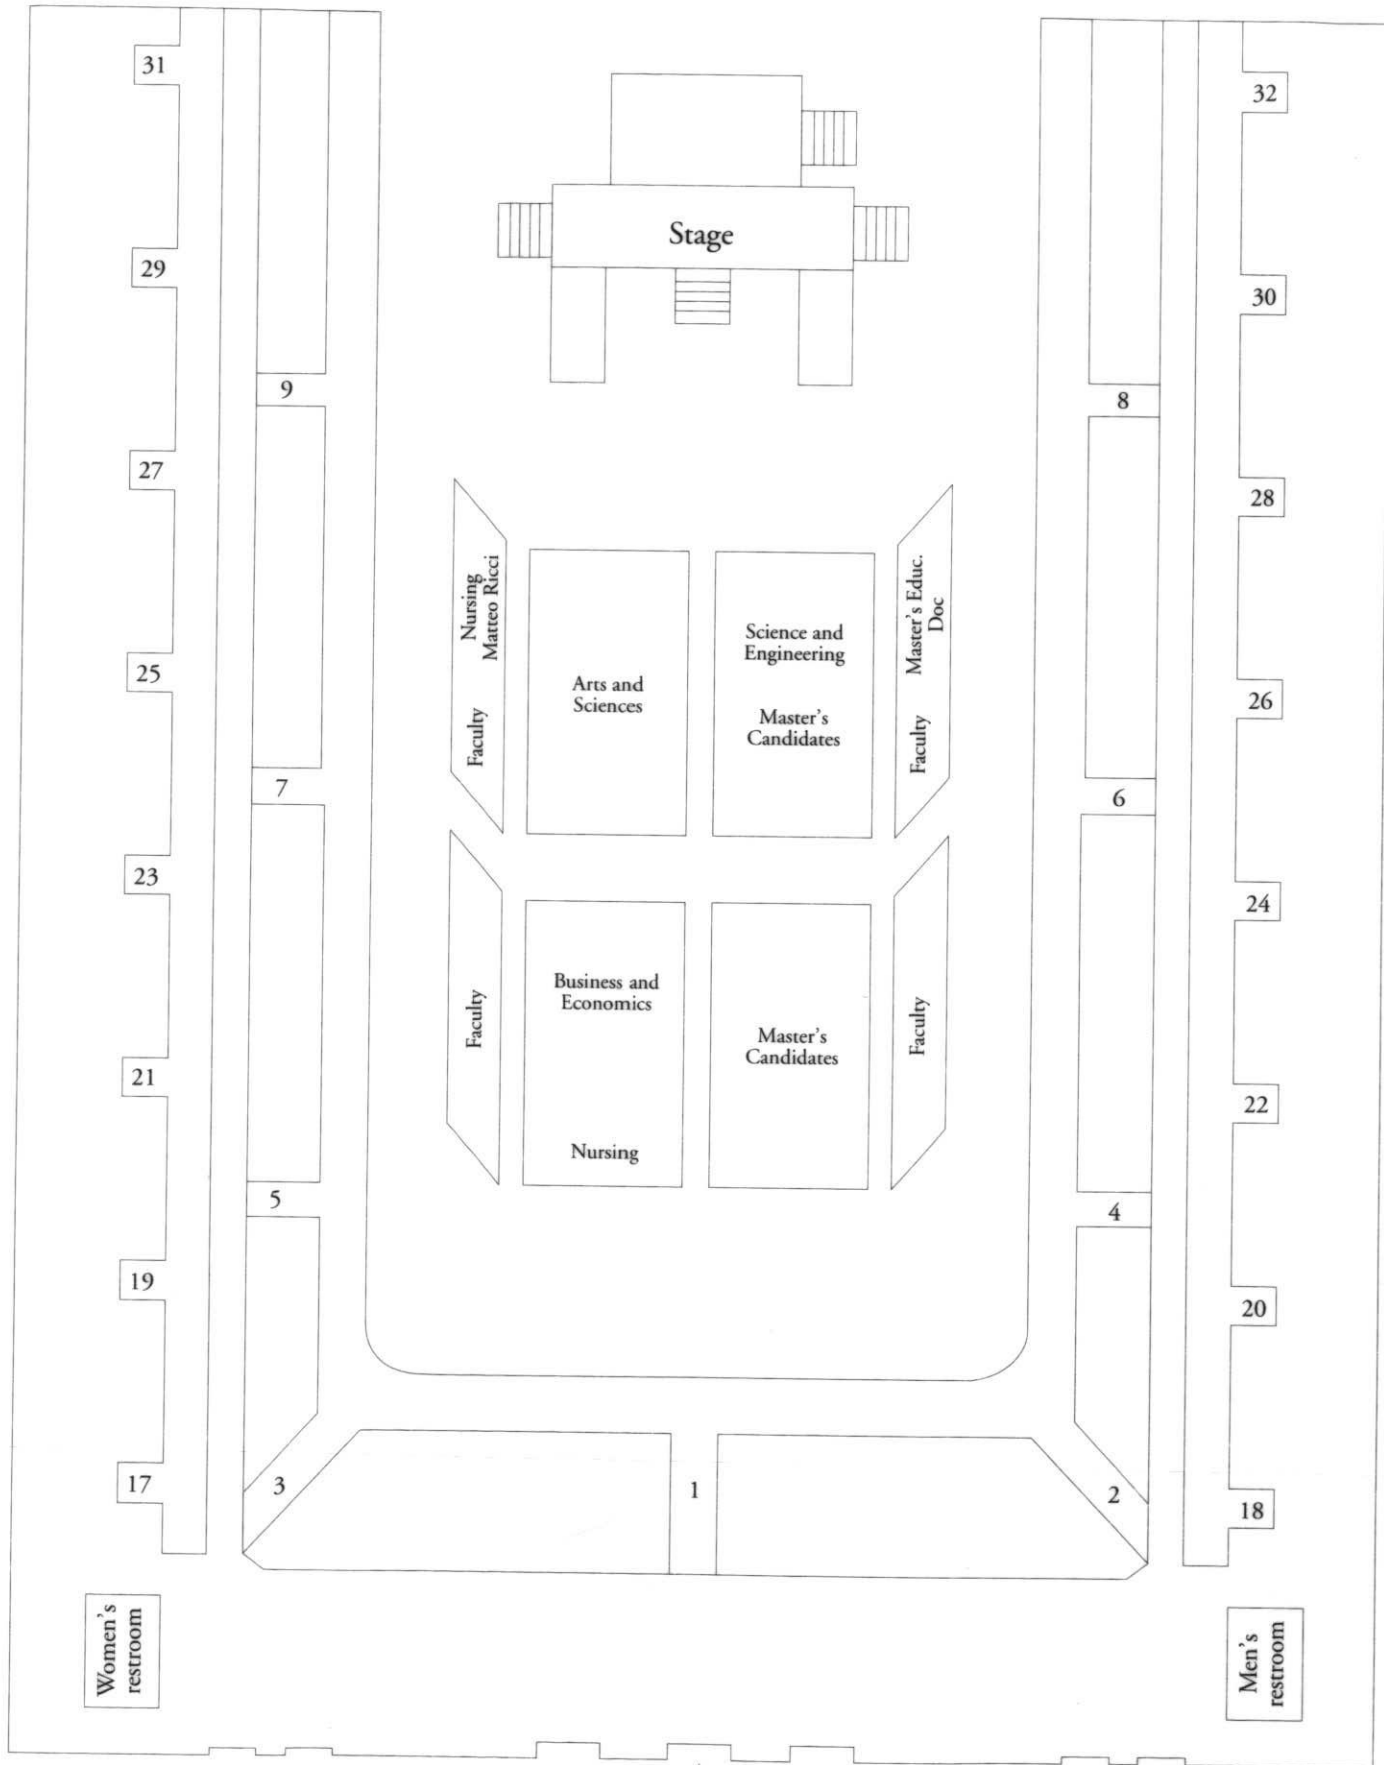 31
32
Stage
29
30
9
8
27
28
Nursing
Matteo Ricci
Faculty
Arts and
Sciences
Science and
Engineering
Master's
Candidates
Master's Educ.
Doc
Faculty
25
26
7
6
23
24
Faculty
Business and
Economics
Nursing
Master's
Candidates
Faculty
21
22
5
4
19
20
17
3
1
2
18
Women's
restroom
Men's
restroom